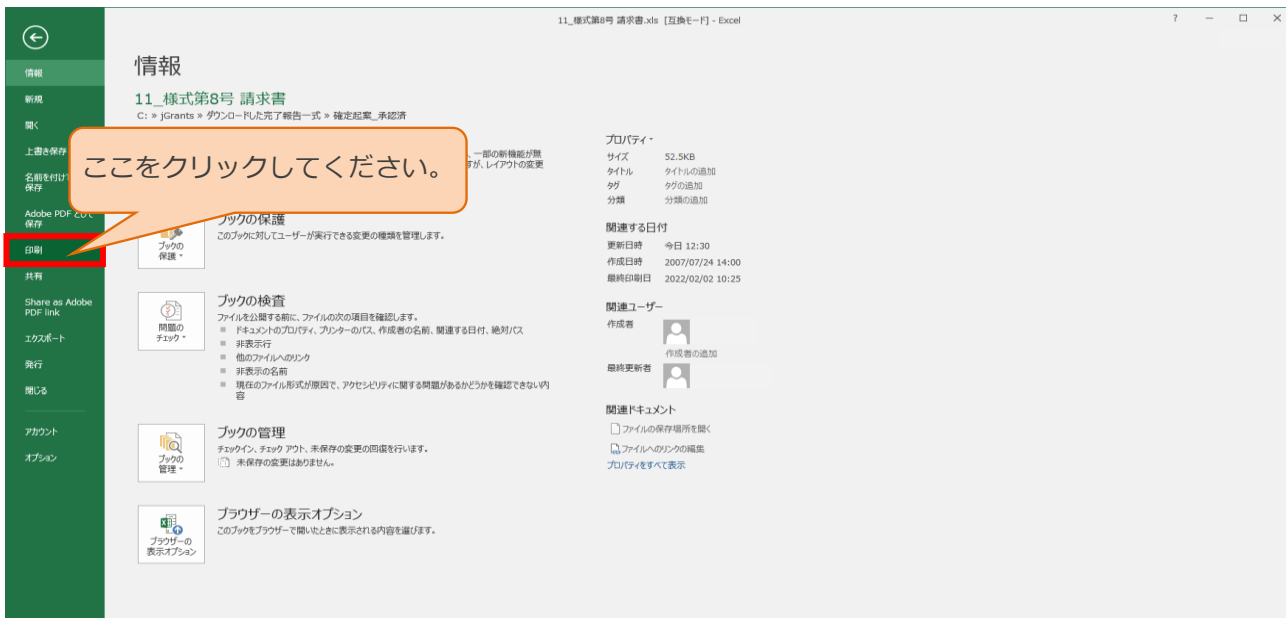 11_様式第8号 請求書.xls [互換モード] - Excel
? − □ ×
情報
新規
開く
上書き保存
名前を付けて
保存
Adobe PDF として
保存
印刷
共有
Share as Adobe
PDF link
エクスポート
発行
閉じる
アカウント
オプション
情報
11_様式第8号 請求書
C: » jGrants » ダウンロードした完了報告一式 » 確定起案_承認済
ここをクリックしてください。
、一部の新機能が無
すが、レイアウトの変更
ブックの
保護
ブックの保護
このブックに対してユーザーが実行できる変更の種類を管理します。
問題の
チェック
ブックの検査
ファイルを公開する前に、ファイルの次の項目を確認します。
ドキュメントのプロパティ、プリンターのパス、作成者の名前、関連する日付、絶対パス
非表示行
他のファイルへのリンク
非表示の名前
現在のファイル形式が原因で、アクセシビリティに関する問題があるかどうかを確認できない内
容
ブックの
管理
ブックの管理
チェックイン、チェック アウト、未保存の変更の回復を行います。
未保存の変更はありません。
ブラウザーの
表示オプション
ブラウザーの表示オプション
このブックをブラウザーで開いたときに表示される内容を選びます。
プロパティ
サイズ 52.5KB
タイトル タイトルの追加
タグ タグの追加
分類 分類の追加
関連する日付
更新日時 今日 12:30
作成日時 2007/07/24 14:00
最終印刷日 2022/02/02 10:25
関連ユーザー
作成者
作成者の追加
最終更新者
関連ドキュメント
ファイルの保存場所を開く
ファイルへのリンクの編集
プロパティをすべて表示